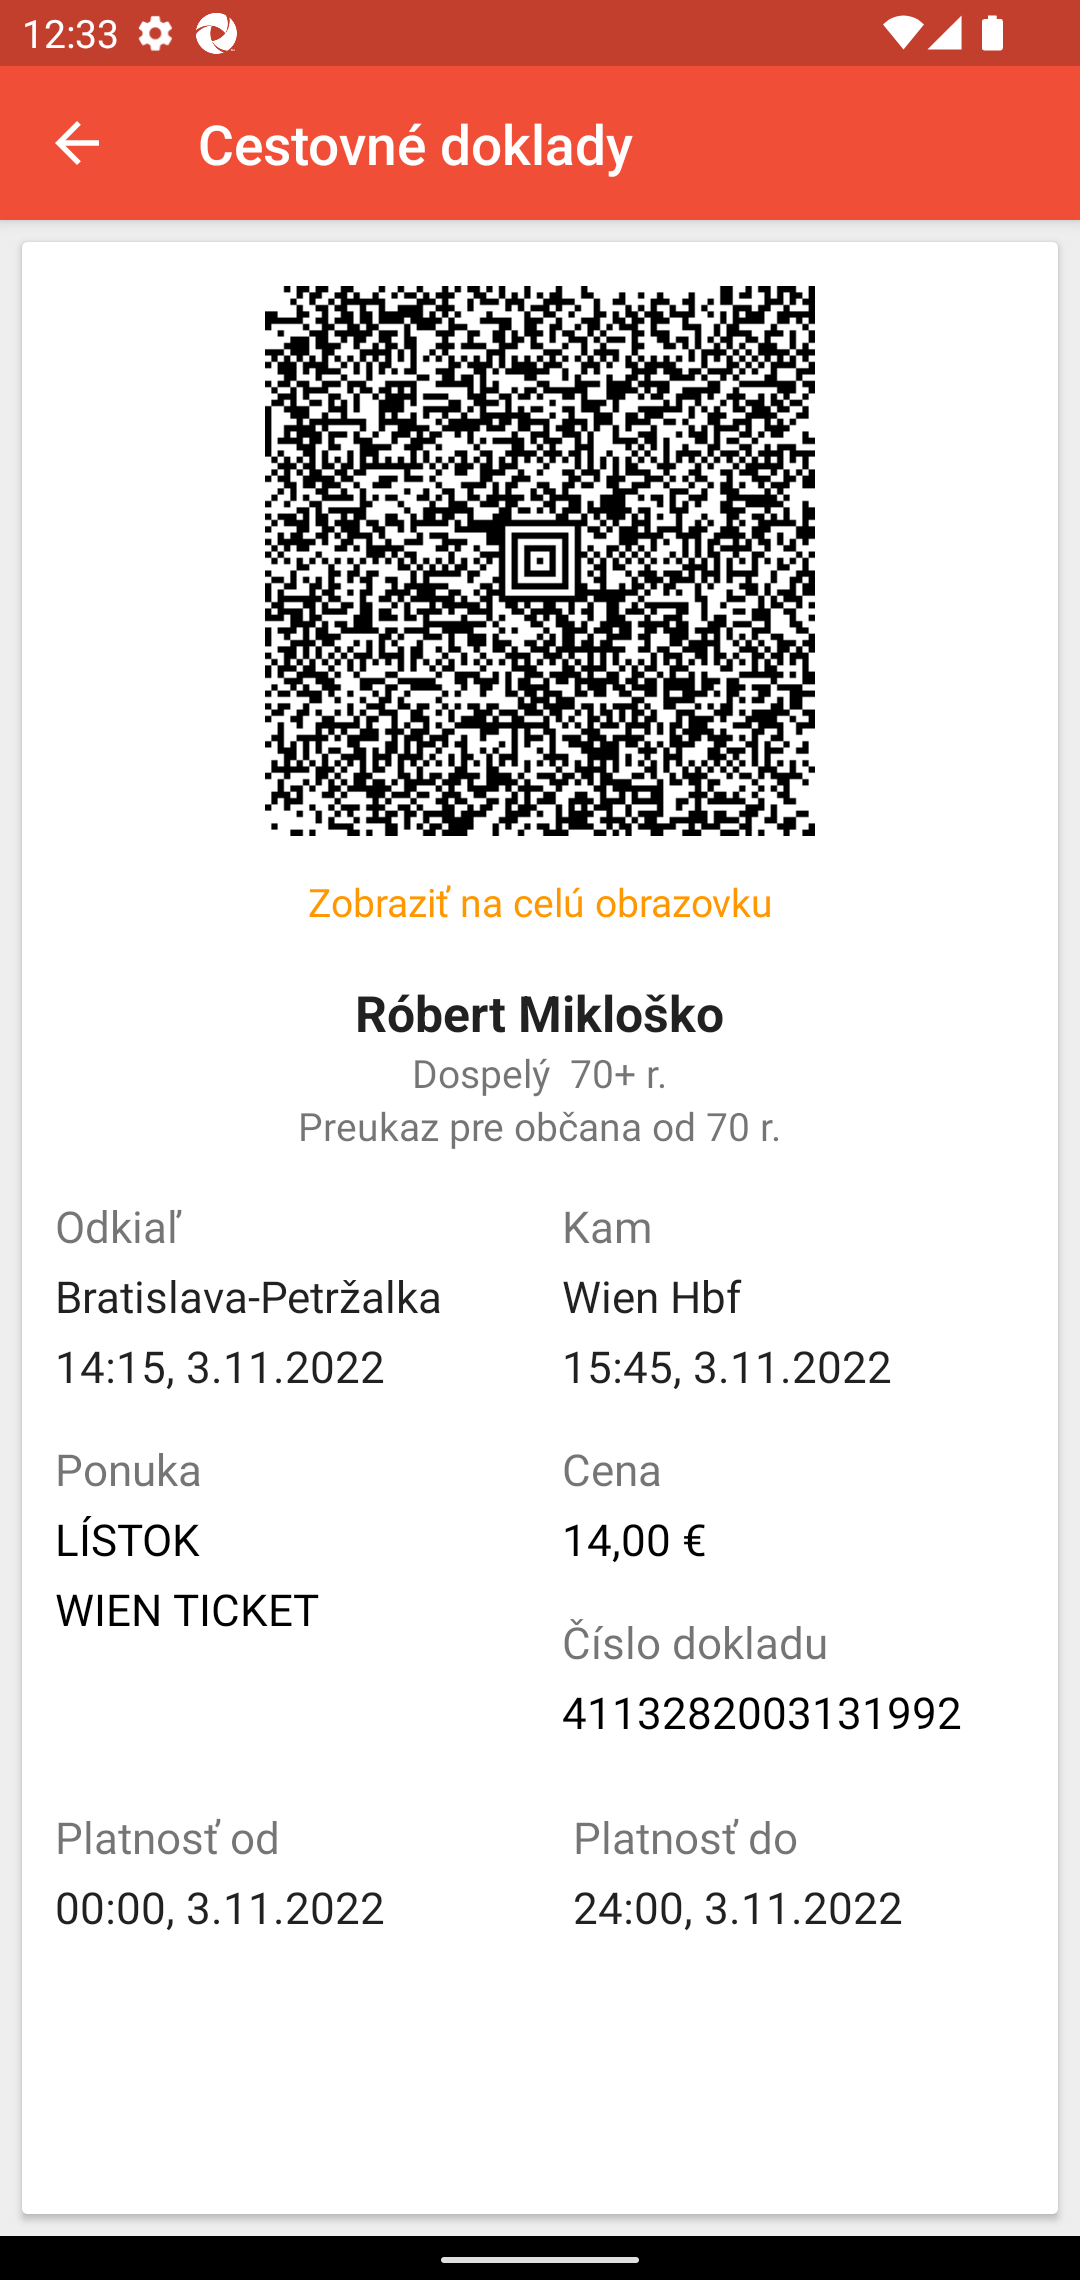 12:33
Cestovné doklady
Zobraziť na celú obrazovku
Róbert Mikloško
Dospelý 70+ r.
Preukaz pre občana od 70 r.
Odkiaľ
Bratislava-Petržalka
14:15, 3.11.2022
Kam
Wien Hbf
15:45, 3.11.2022
Ponuka
LÍSTOK
WIEN TICKET
Cena
14,00 €
Číslo dokladu
4113282003131992
Platnosť od
00:00, 3.11.2022
Platnosť do
24:00, 3.11.2022